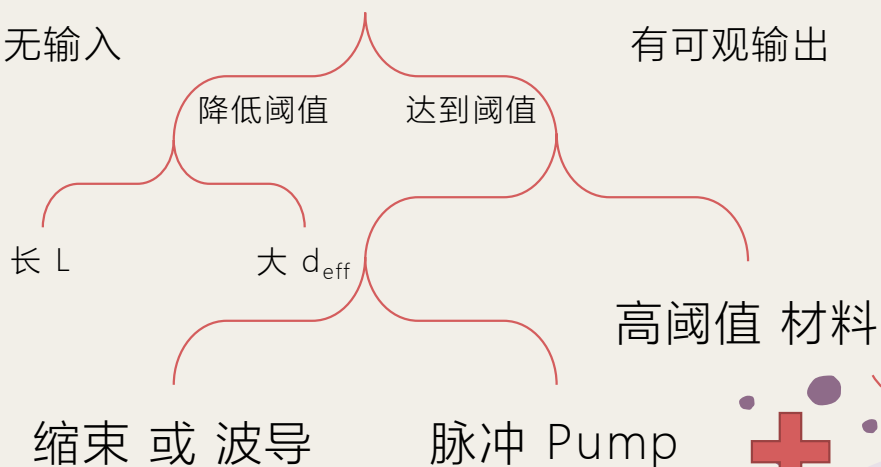 无输入
有可观输出
降低阈值
达到阈值
长 L
大 d_eff
高阈值 材料
缩束 或 波导
脉冲 Pump